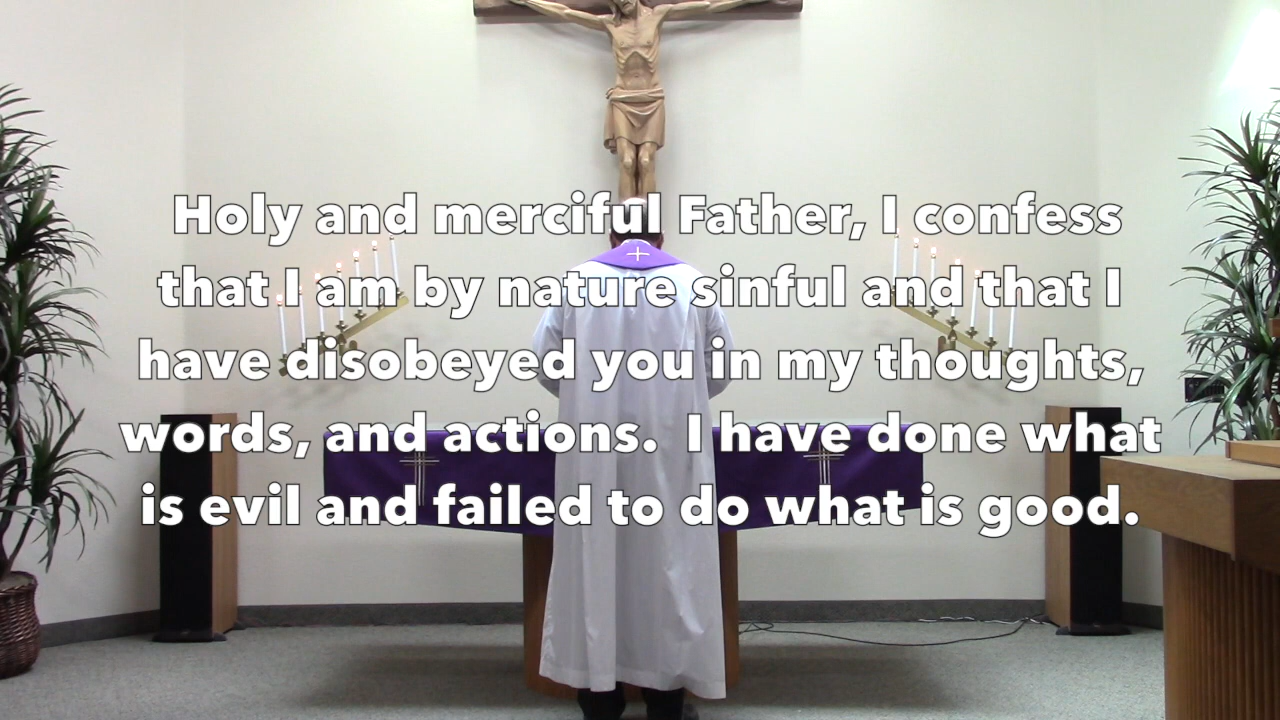 Holy and merciful Father, I confess
that I am by nature sinful and that I
have disobeyed you in my thoughts,
words, and actions.  I have done what
is evil and failed to do what is good.